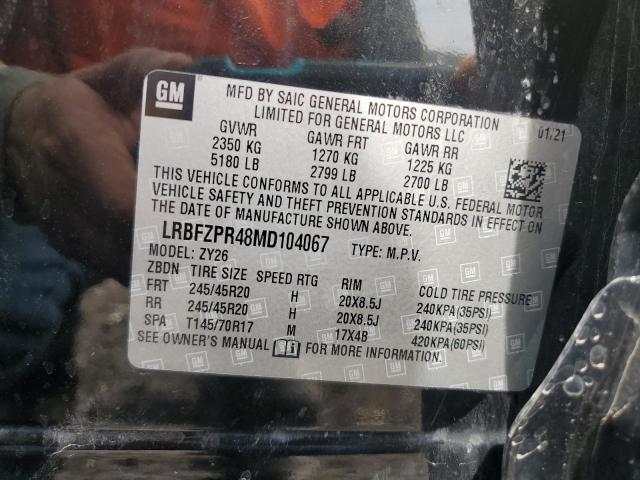 GM
MFD BY SAIC GENERAL MOTORS CORPORATION
LIMITED FOR GENERAL MOTORS LLC
01/21
GVWR GAWR FRT GAWR RR
2350 KG 1270 KG 1225 KG
5180 LB 2799 LB 2700 LB
THIS VEHICLE CONFORMS TO ALL APPLICABLE U.S. FEDERAL MOTOR
VEHICLE SAFETY AND THEFT PREVENTION STANDARDS IN EFFECT ON
THE DATE OF MANUFACTURE SHOWN ABOVE.
LRBFZPR48MD104067 TYPE: M.P.V.
MODEL: ZY26
ZBDN TIRE SIZE SPEED RTG RIM COLD TIRE PRESSURE
FRT 245/45R20 H 20X8.5J 240KPA(35PSI)
RR 245/45R20 H 20X8.5J 240KPA(35PSI)
SPA T145/70R17 M 17X4B 420KPA(60PSI)
SEE OWNER'S MANUAL FOR MORE INFORMATION.